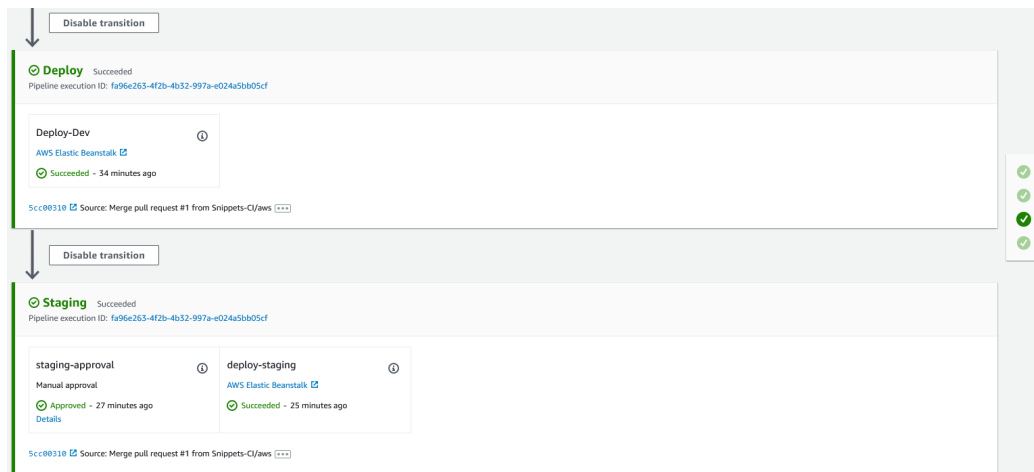 Disable transition
Deploy Succeeded
Pipeline execution ID: fa96e263-4f2b-4b32-997a-e024a5bb05cf
Deploy-Dev
AWS Elastic Beanstalk
Succeeded - 34 minutes ago
5cc00310 Source: Merge pull request #1 from Snippets-CI/aws
Disable transition
Staging Succeeded
Pipeline execution ID: fa96e263-4f2b-4b32-997a-e024a5bb05cf
staging-approval
Manual approval
Approved - 27 minutes ago
Details
deploy-staging
AWS Elastic Beanstalk
Succeeded - 25 minutes ago
5cc00310 Source: Merge pull request #1 from Snippets-CI/aws